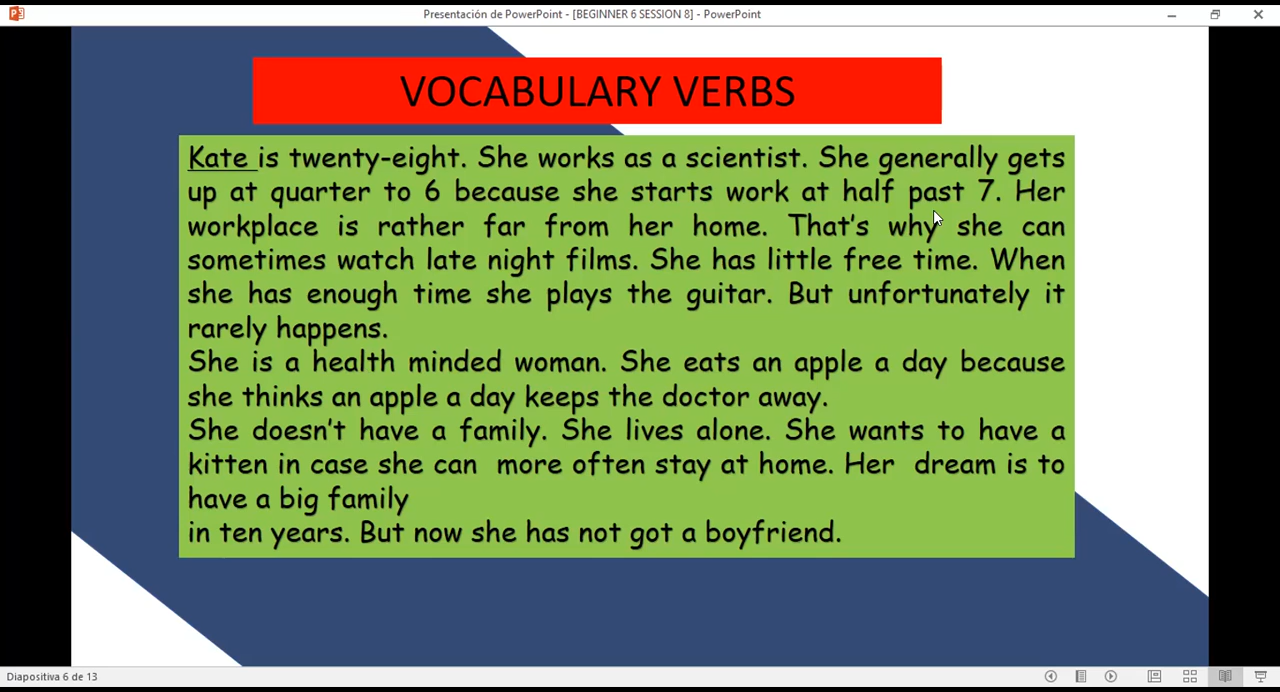 Presentación de PowerPoint - [BEGINNER 6 SESSION 8] - PowerPoint
VOCABULARY VERBS
Kate is twenty-eight. She works as a scientist. She generally gets
up at quarter to 6 because she starts work at half past 7. Her
workplace is rather far from her home. That's why she can
sometimes watch late night films. She has little free time. When
she has enough time she plays the guitar. But unfortunately it
rarely happens.
She is a health minded woman. She eats an apple a day because
she thinks an apple a day keeps the doctor away.
She doesn't have a family. She lives alone. She wants to have a
kitten in case she can more often stay at home. Her dream is to
have a big family
in ten years. But now she has not got a boyfriend.
Diapositiva 6 de 13